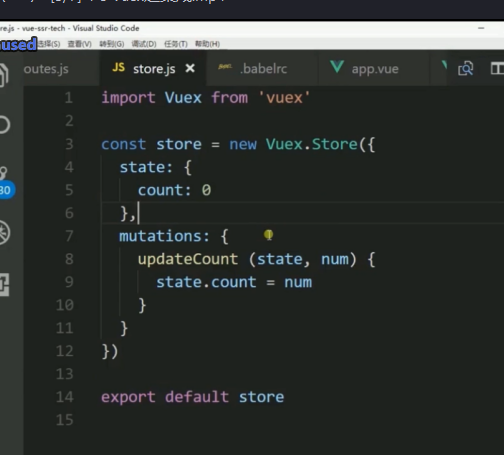 re.js - vue-ssr-tech - Visual Studio Code
used
选择(S) 查看(V) 转到(G) 调试(D) 任务(T) 帮助(H)
outes.js JS store.js × .babelrc app.vue
1 import Vuex from 'vuex'
2
3 const store = new Vuex.Store({
4 state: {
5 count: 0
6 },
7 mutations: {
8 updateCount (state, num) {
9 state.count = num
10 }
11 }
12 })
13
14 export default store
15
30